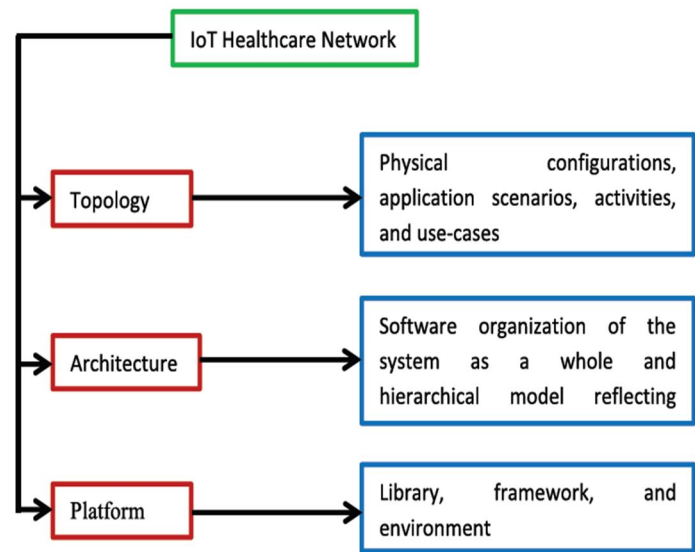 IoT Healthcare Network
Topology
Physical configurations,
application scenarios, activities,
and use-cases
Architecture
Software organization of the
system as a whole and
hierarchical model reflecting
Platform
Library, framework, and
environment